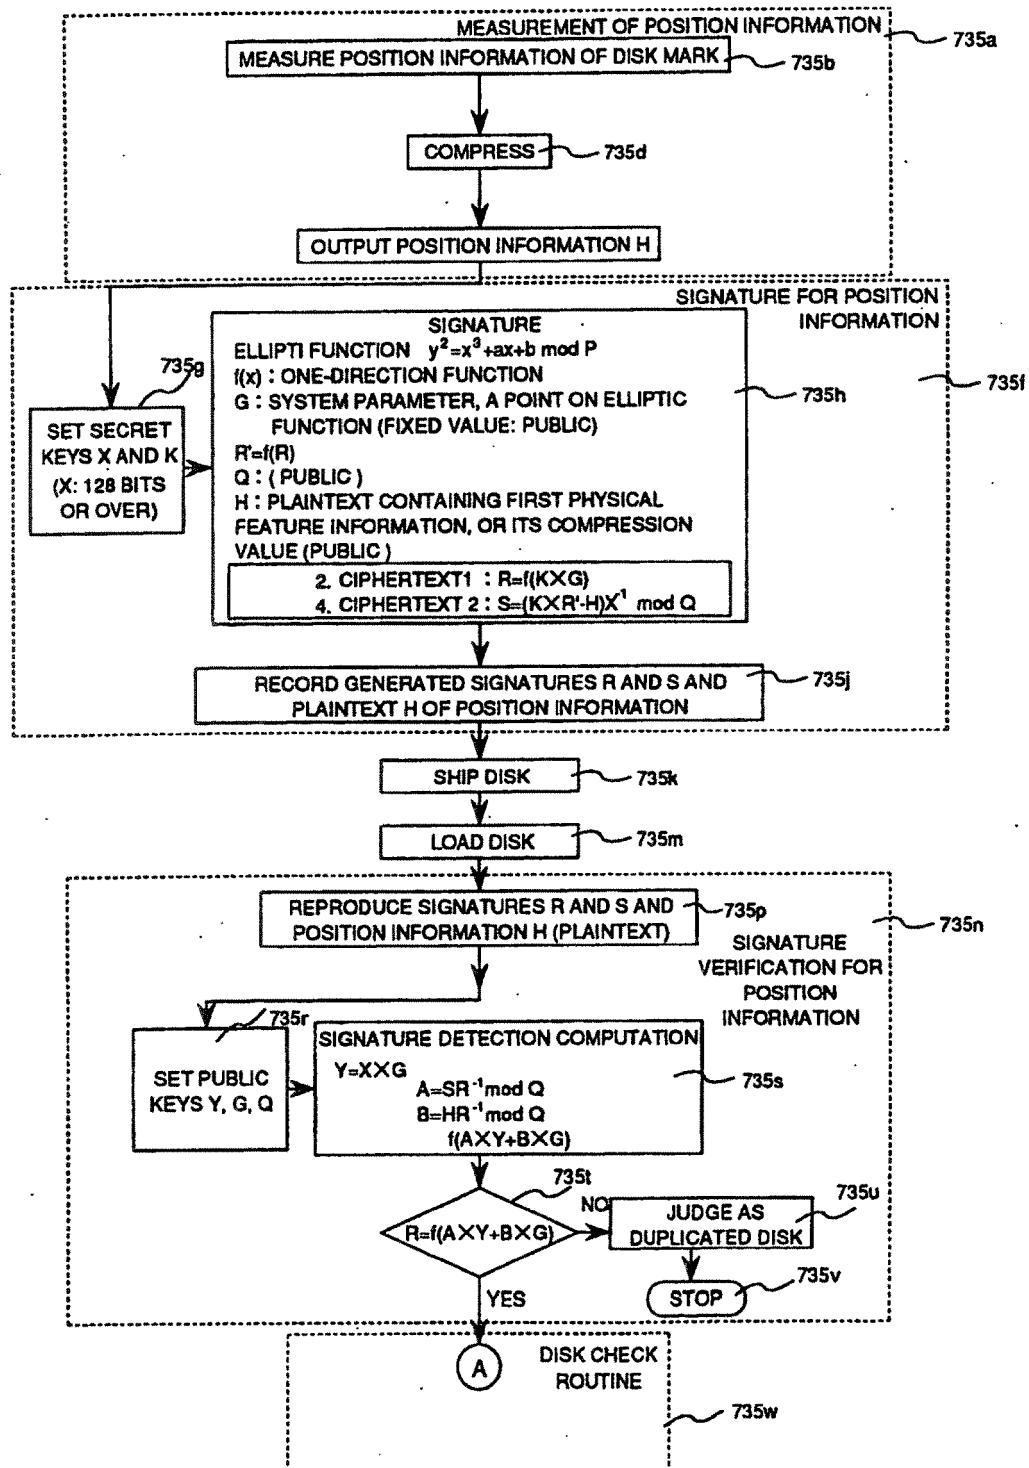 MEASUREMENT OF POSITION INFORMATION
735a
MEASURE POSITION INFORMATION OF DISK MARK
735b
COMPRESS
735d
OUTPUT POSITION INFORMATION H
SIGNATURE FOR POSITION
INFORMATION
735f
735g
SET SECRET
KEYS X AND K
(X: 128 BITS
OR OVER)
SIGNATURE
ELLIPTI FUNCTION y²=x³+ax+b mod P
f(x) : ONE-DIRECTION FUNCTION
G : SYSTEM PARAMETER, A POINT ON ELLIPTIC
FUNCTION (FIXED VALUE: PUBLIC)
R'=f(R)
Q : ( PUBLIC )
H : PLAINTEXT CONTAINING FIRST PHYSICAL
FEATURE INFORMATION, OR ITS COMPRESSION
VALUE (PUBLIC )
2. CIPHERTEXT1 : R=f(K×G)
4. CIPHERTEXT 2 : S=(K×R'-H)X⁻¹ mod Q
735h
RECORD GENERATED SIGNATURES R AND S AND
PLAINTEXT H OF POSITION INFORMATION
735j
SHIP DISK
735k
LOAD DISK
735m
REPRODUCE SIGNATURES R AND S AND
POSITION INFORMATION H (PLAINTEXT)
735p
735n
SIGNATURE
VERIFICATION FOR
POSITION
INFORMATION
735r
SET PUBLIC
KEYS Y, G, Q
SIGNATURE DETECTION COMPUTATION
Y=X×G
A=SR⁻¹ mod Q
B=HR⁻¹ mod Q
f(A×Y+B×G)
735s
735t
R=f(A×Y+B×G)
NO
JUDGE AS
DUPLICATED DISK
735u
STOP
735v
YES
A
DISK CHECK
ROUTINE
735w